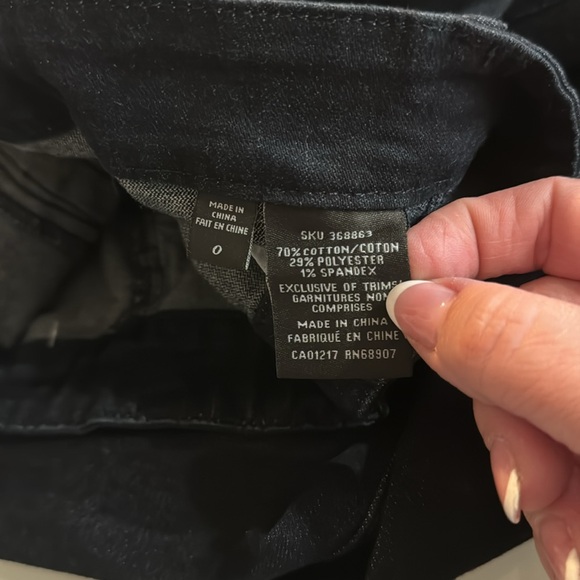 MADE IN
CHINA
FAIT EN CHINE
0
SKU 368863
70% COTTON/COTON
29% POLYESTER
1% SPANDEX
EXCLUSIVE OF TRIMS
GARNITURES NON
COMPRISES
MADE IN CHINA
FABRIQUÉ EN CHINE
CA01217 RN68907